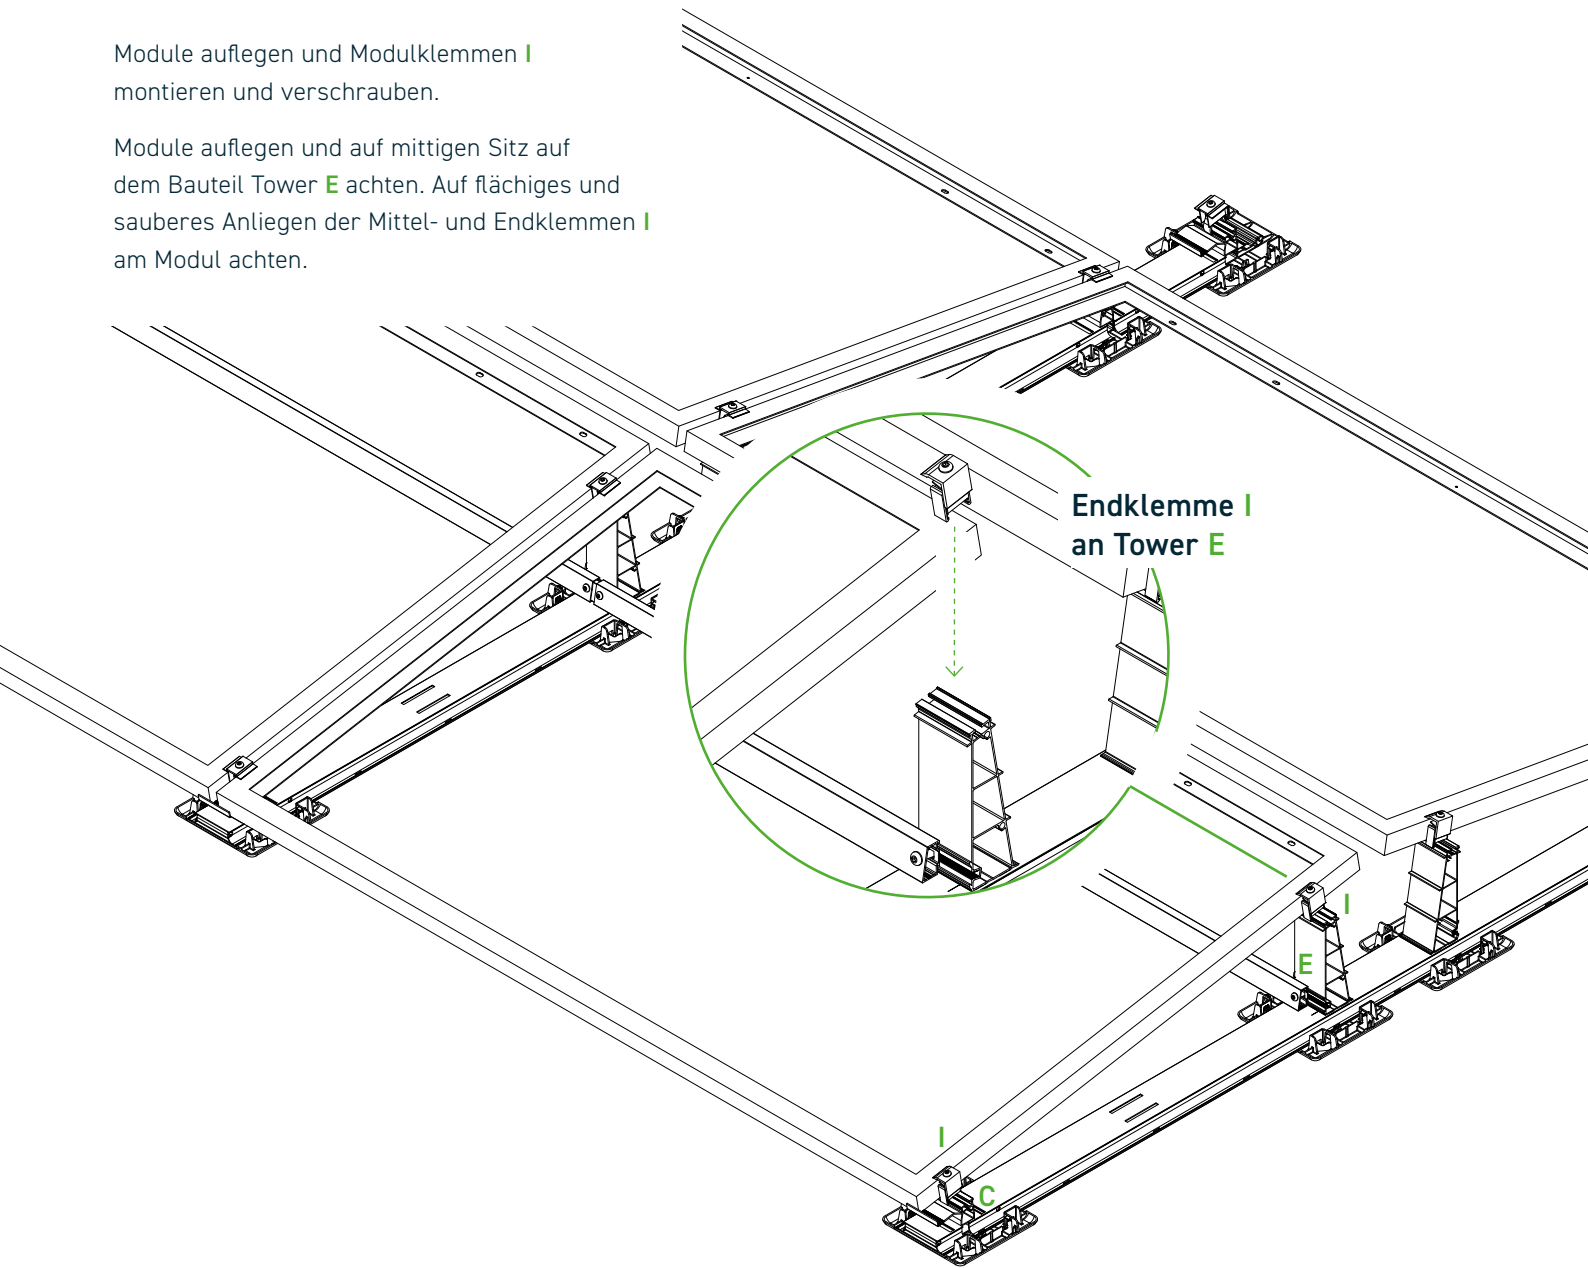 Module auflegen und Modulklemmen I
montieren und verschrauben.
Module auflegen und auf mittigen Sitz auf
dem Bauteil Tower E achten. Auf flächiges und
sauberes Anliegen der Mittel- und Endklemmen I
am Modul achten.
Endklemme I
an Tower E
I
E
I
C